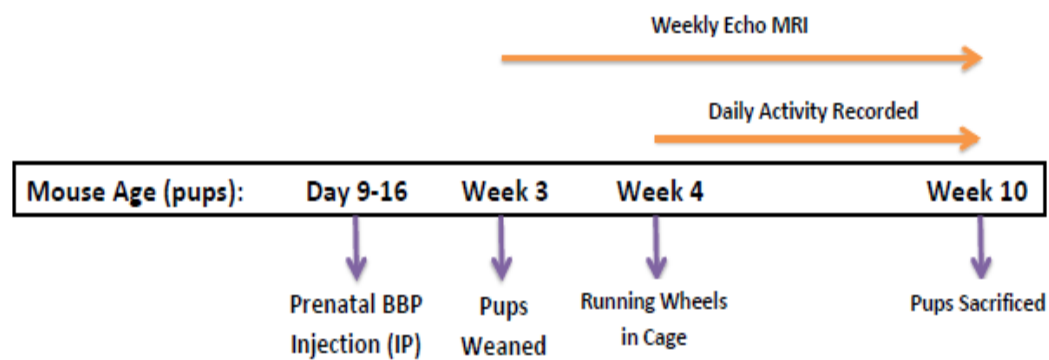 Weekly Echo MRI
Daily Activity Recorded
Mouse Age (pups): Day 9-16 Week 3 Week 4 Week 10
Prenatal BBP
Injection (IP)
Pups
Weaned
Running Wheels
in Cage
Pups Sacrificed